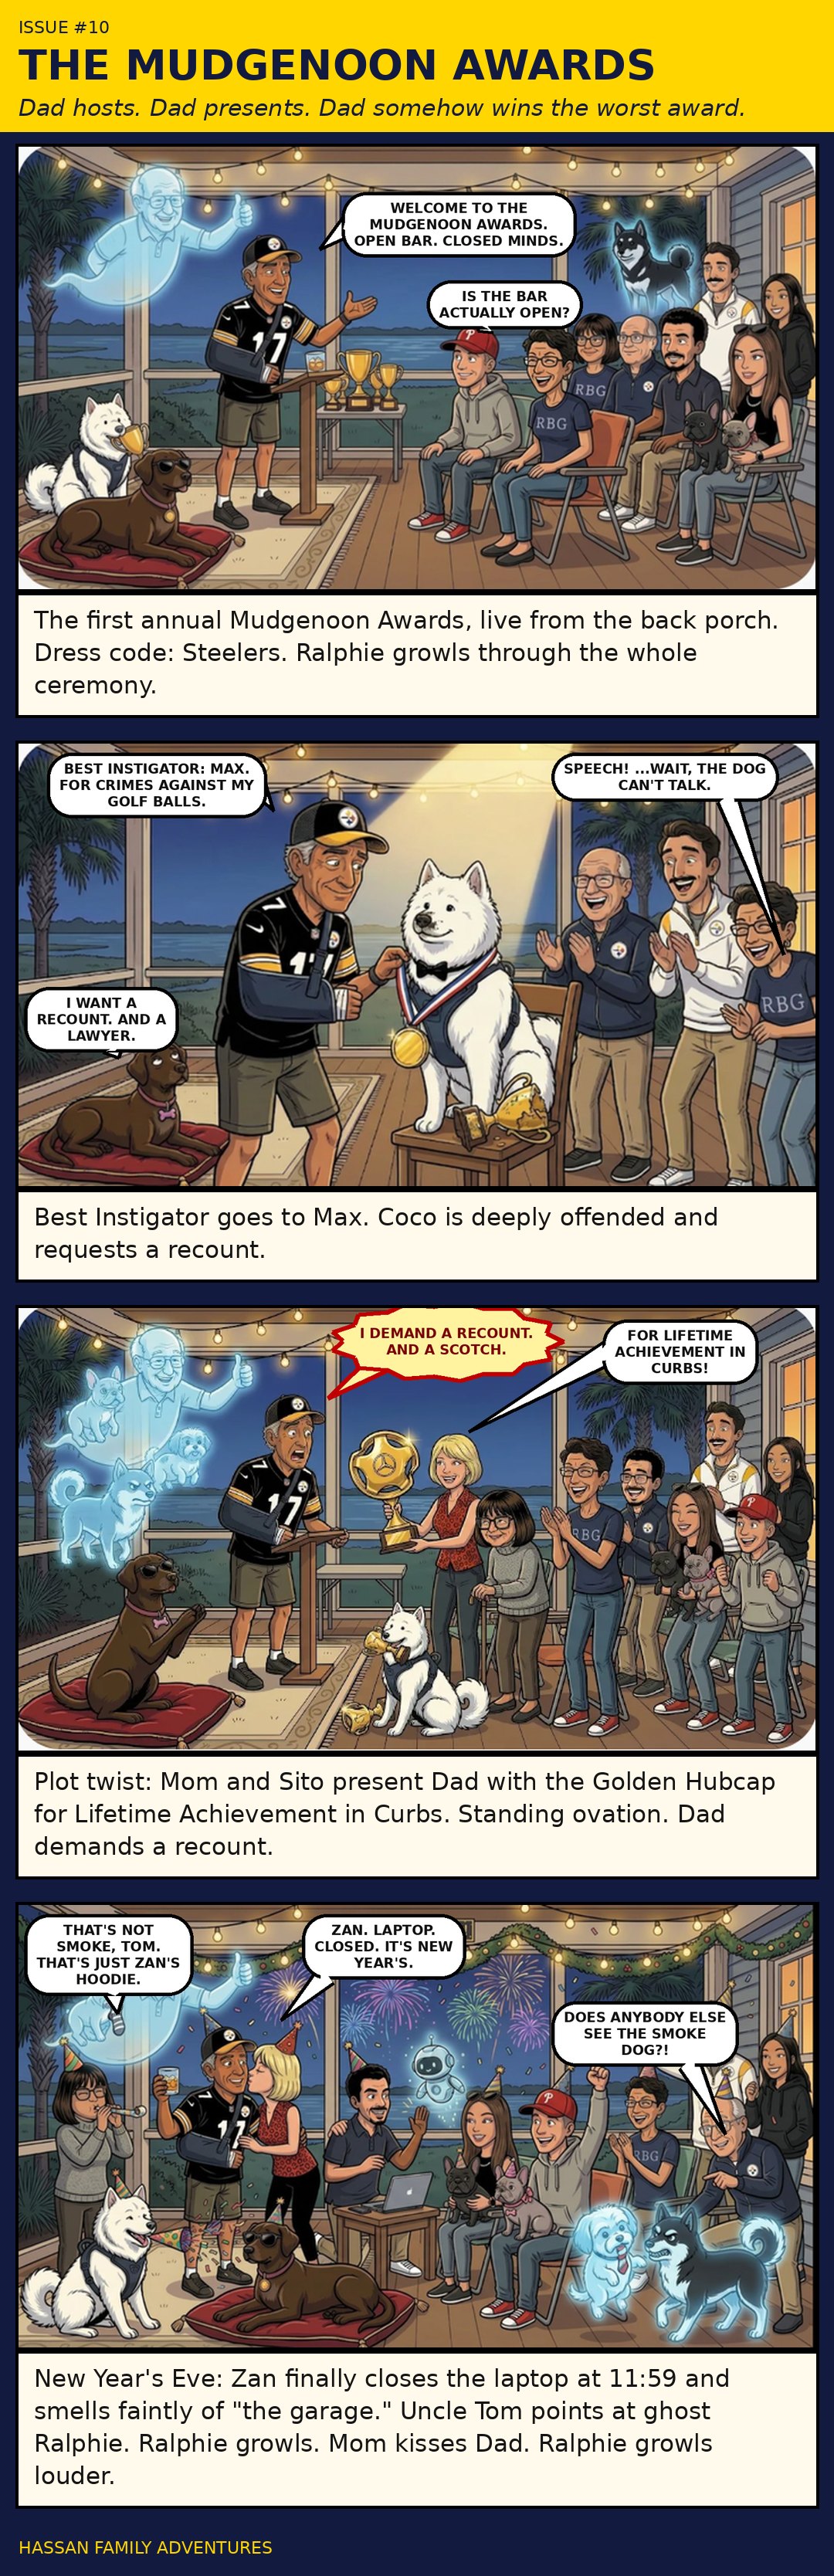 ISSUE #10
THE MUDGENOON AWARDS
Dad hosts. Dad presents. Dad somehow wins the worst award.
WELCOME TO THE
MUDGENOON AWARDS.
OPEN BAR. CLOSED MINDS.
IS THE BAR
ACTUALLY OPEN?
17
P
RBG
RBG
The first annual Mudgenoon Awards, live from the back porch.
Dress code: Steelers. Ralphie growls through the whole
ceremony.
BEST INSTIGATOR: MAX.
FOR CRIMES AGAINST MY
GOLF BALLS.
SPEECH! ...WAIT, THE DOG
CAN'T TALK.
7
I WANT A
RECOUNT. AND A
LAWYER.
RBG
Best Instigator goes to Max. Coco is deeply offended and
requests a recount.
I DEMAND A RECOUNT.
AND A SCOTCH.
FOR LIFETIME
ACHIEVEMENT IN
CURBS!
17
RBG
P
Plot twist: Mom and Sito present Dad with the Golden Hubcap
for Lifetime Achievement in Curbs. Standing ovation. Dad
demands a recount.
THAT'S NOT
SMOKE, TOM.
THAT'S JUST ZAN'S
HOODIE.
ZAN. LAPTOP.
CLOSED. IT'S NEW
YEAR'S.
DOES ANYBODY ELSE
SEE THE SMOKE
DOG?!
7
17
P
RBG
New Year's Eve: Zan finally closes the laptop at 11:59 and
smells faintly of "the garage." Uncle Tom points at ghost
Ralphie. Ralphie growls. Mom kisses Dad. Ralphie growls
louder.
HASSAN FAMILY ADVENTURES